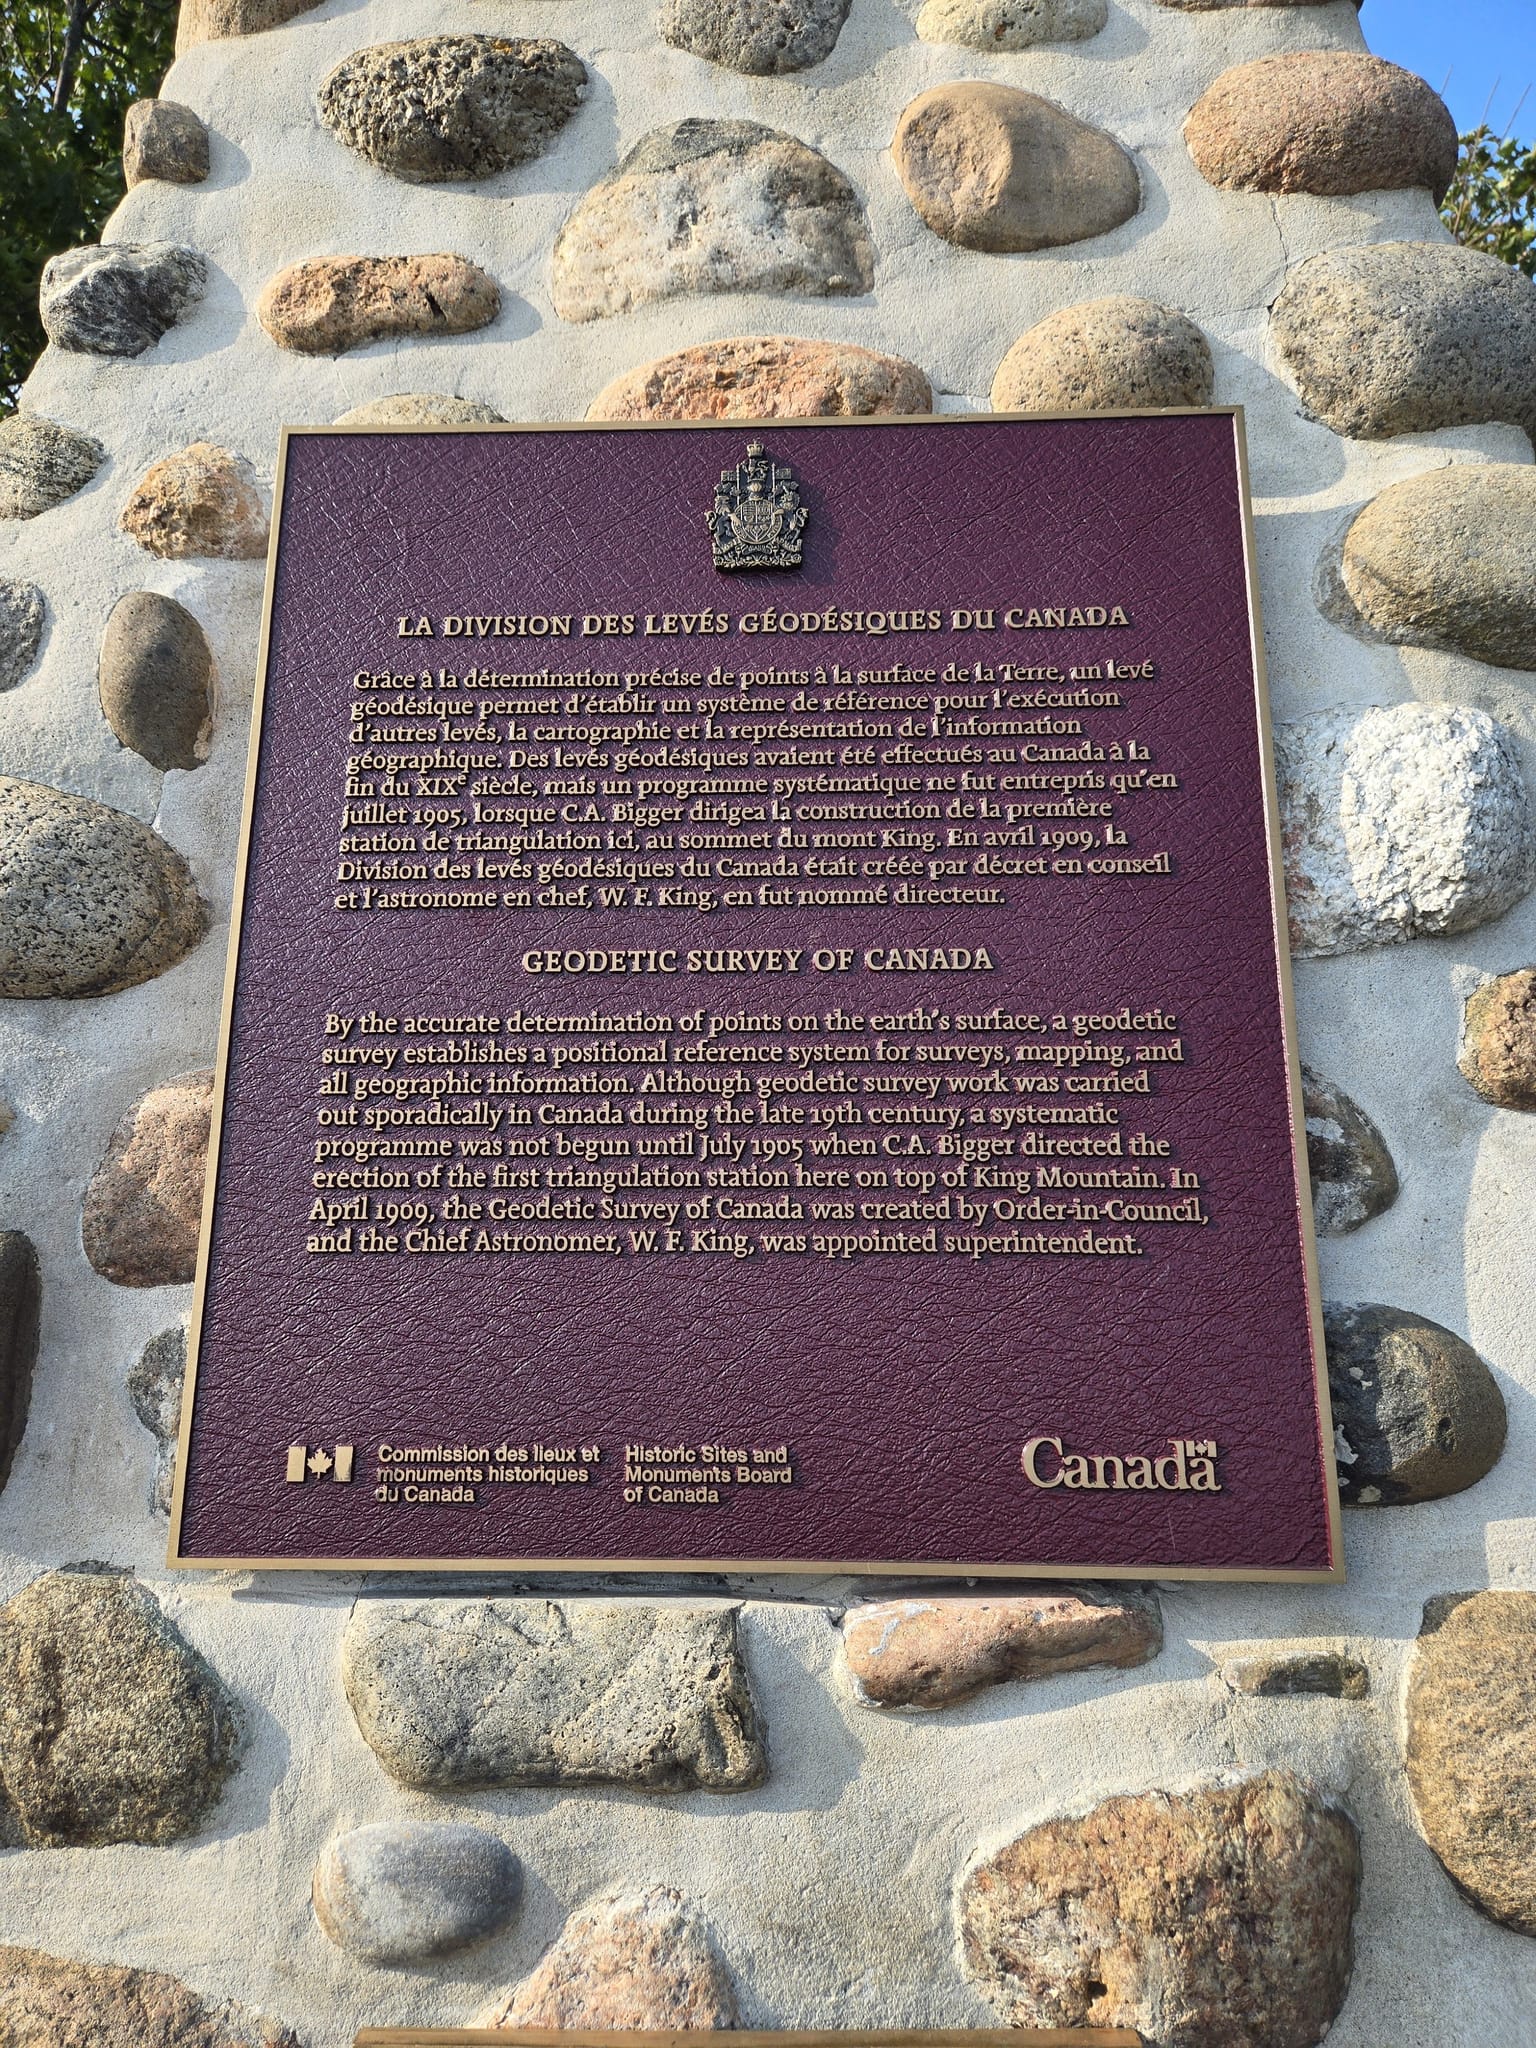 LA DIVISION DES LEVÉS GÉODÉSIQUES DU CANADA
Grâce à la détermination précise de points à la surface de la Terre, un levé
géodésique permet d'établir un système de référence pour l'exécution
d'autres levés, la cartographie et la représentation de l'information
géographique. Des levés géodésiques avaient été effectués au Canada à la
fin du XIXe siècle, mais un programme systématique ne fut entrepris qu'en
juillet 1905, lorsque C.A. Bigger dirigea la construction de la première
station de triangulation ici, au sommet du mont King. En avril 1909, la
Division des levés géodésiques du Canada était créée par décret en conseil
et l'astronome en chef, W. F. King, en fut nommé directeur.
GEODETIC SURVEY OF CANADA
By the accurate determination of points on the earth's surface, a geodetic
survey establishes a positional reference system for surveys, mapping, and
all geographic information. Although geodetic survey work was carried
out sporadically in Canada during the late 19th century, a systematic
programme was not begun until July 1905 when C.A. Bigger directed the
erection of the first triangulation station here on top of King Mountain. In
April 1909, the Geodetic Survey of Canada was created by Order-in-Council,
and the Chief Astronomer, W. F. King, was appointed superintendent.
Commission des lieux et
monuments historiques
du Canada
Historic Sites and
Monuments Board
of Canada
Canada